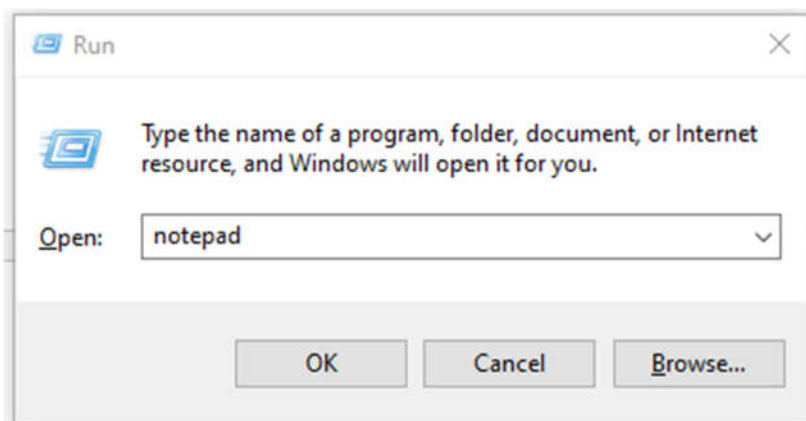 Run
Type the name of a program, folder, document, or Internet
resource, and Windows will open it for you.
Open: notepad
OK Cancel Browse...